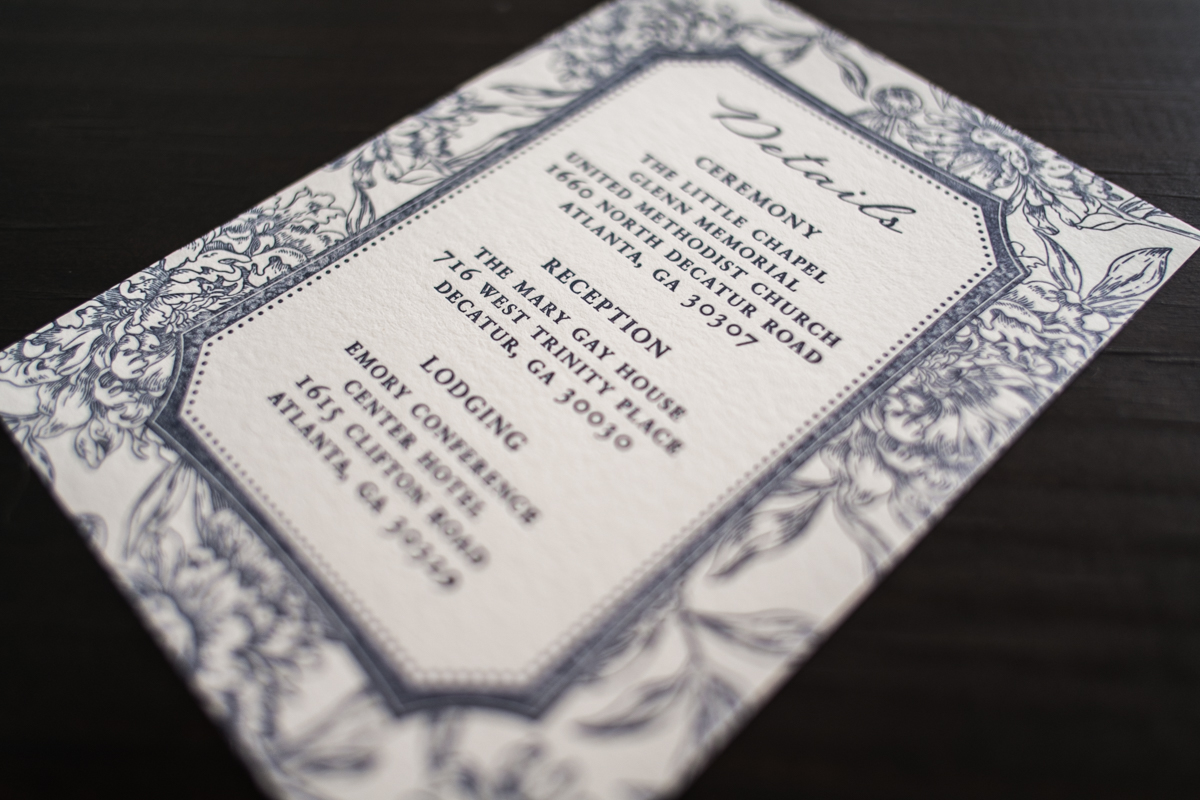 Details
CEREMONY
THE LITTLE CHAPEL
GLENN MEMORIAL
UNITED METHODIST CHURCH
1660 NORTH DECATUR ROAD
ATLANTA, GA 30307
RECEPTION
THE MARY GAY HOUSE
716 WEST TRINITY PLACE
DECATUR, GA 30030
LODGING
EMORY CONFERENCE
CENTER HOTEL
1615 CLIFTON ROAD
ATLANTA, GA 30329